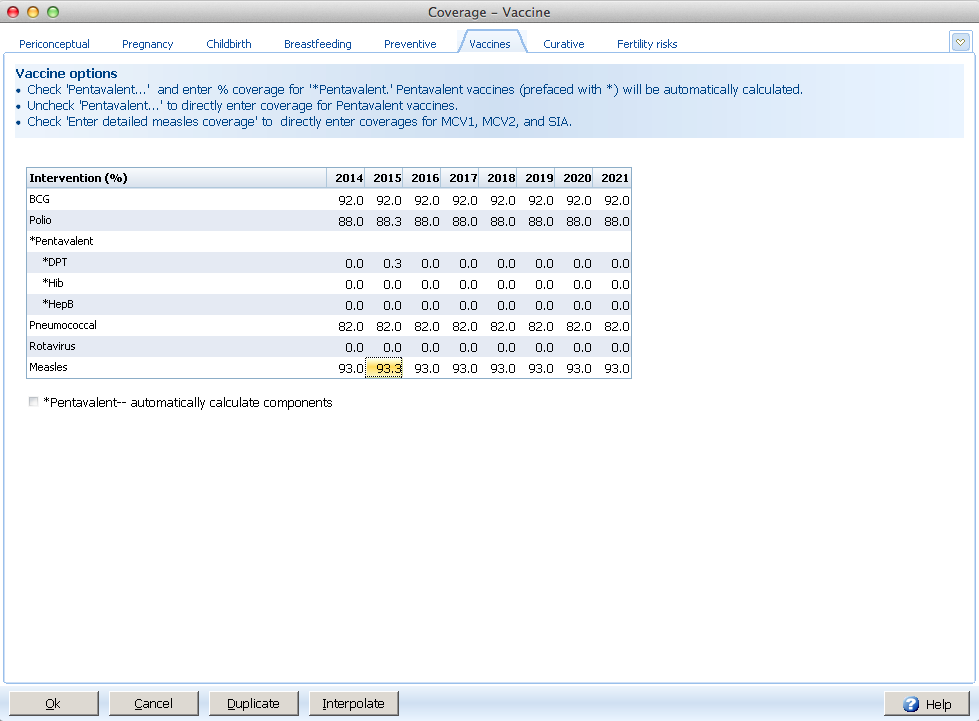 Coverage – Vaccine
Periconceptual Pregnancy Childbirth Breastfeeding Preventive Vaccines Curative Fertility risks
Vaccine options
• Check 'Pentavalent...' and enter % coverage for '*Pentavalent.' Pentavalent vaccines (prefaced with *) will be automatically calculated.
• Uncheck 'Pentavalent...' to directly enter coverage for Pentavalent vaccines.
• Check 'Enter detailed measles coverage' to directly enter coverages for MCV1, MCV2, and SIA.
Intervention (%) 2014 2015 2016 2017 2018 2019 2020 2021
BCG 92.0 92.0 92.0 92.0 92.0 92.0 92.0 92.0
Polio 88.0 88.3 88.0 88.0 88.0 88.0 88.0 88.0
*Pentavalent
*DPT 0.0 0.3 0.0 0.0 0.0 0.0 0.0 0.0
*Hib 0.0 0.0 0.0 0.0 0.0 0.0 0.0 0.0
*HepB 0.0 0.0 0.0 0.0 0.0 0.0 0.0 0.0
Pneumococcal 82.0 82.0 82.0 82.0 82.0 82.0 82.0 82.0
Rotavirus 0.0 0.0 0.0 0.0 0.0 0.0 0.0 0.0
Measles 93.0 93.3 93.0 93.0 93.0 93.0 93.0 93.0
*Pentavalent-- automatically calculate components
Ok Cancel Duplicate Interpolate ? Help